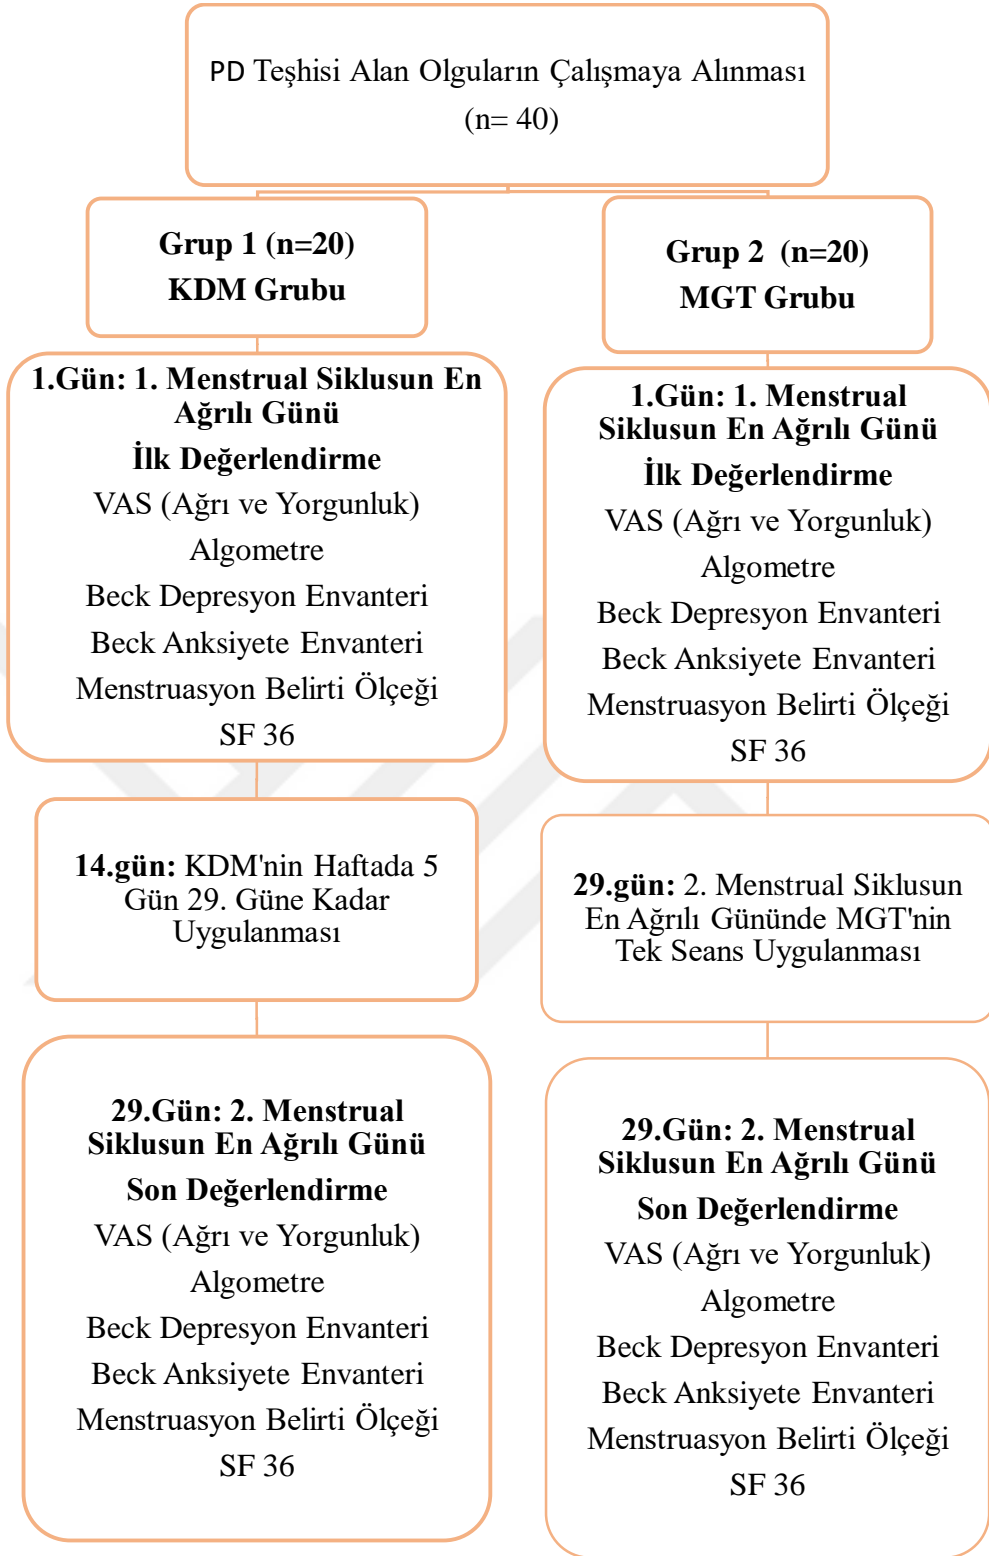 PD Teşhisi Alan Olguların Çalışmaya Alınması
(n= 40)
Grup 1 (n=20)
KDM Grubu
1.Gün: 1. Menstrual Siklusun En
Ağrılı Günü
İlk Değerlendirme
VAS (Ağrı ve Yorgunluk)
Algometre
Beck Depresyon Envanteri
Beck Anksiyete Envanteri
Menstruasyon Belirti Ölçeği
SF 36
14.gün: KDM'nin Haftada 5
Gün 29. Güne Kadar
Uygulanması
29.Gün: 2. Menstrual
Siklusun En Ağrılı Günü
Son Değerlendirme
VAS (Ağrı ve Yorgunluk)
Algometre
Beck Depresyon Envanteri
Beck Anksiyete Envanteri
Menstruasyon Belirti Ölçeği
SF 36
Grup 2 (n=20)
MGT Grubu
1.Gün: 1. Menstrual
Siklusun En Ağrılı Günü
İlk Değerlendirme
VAS (Ağrı ve Yorgunluk)
Algometre
Beck Depresyon Envanteri
Beck Anksiyete Envanteri
Menstruasyon Belirti Ölçeği
SF 36
29.gün: 2. Menstrual Siklusun
En Ağrılı Gününde MGT'nin
Tek Seans Uygulanması
29.Gün: 2. Menstrual
Siklusun En Ağrılı Günü
Son Değerlendirme
VAS (Ağrı ve Yorgunluk)
Algometre
Beck Depresyon Envanteri
Beck Anksiyete Envanteri
Menstruasyon Belirti Ölçeği
SF 36